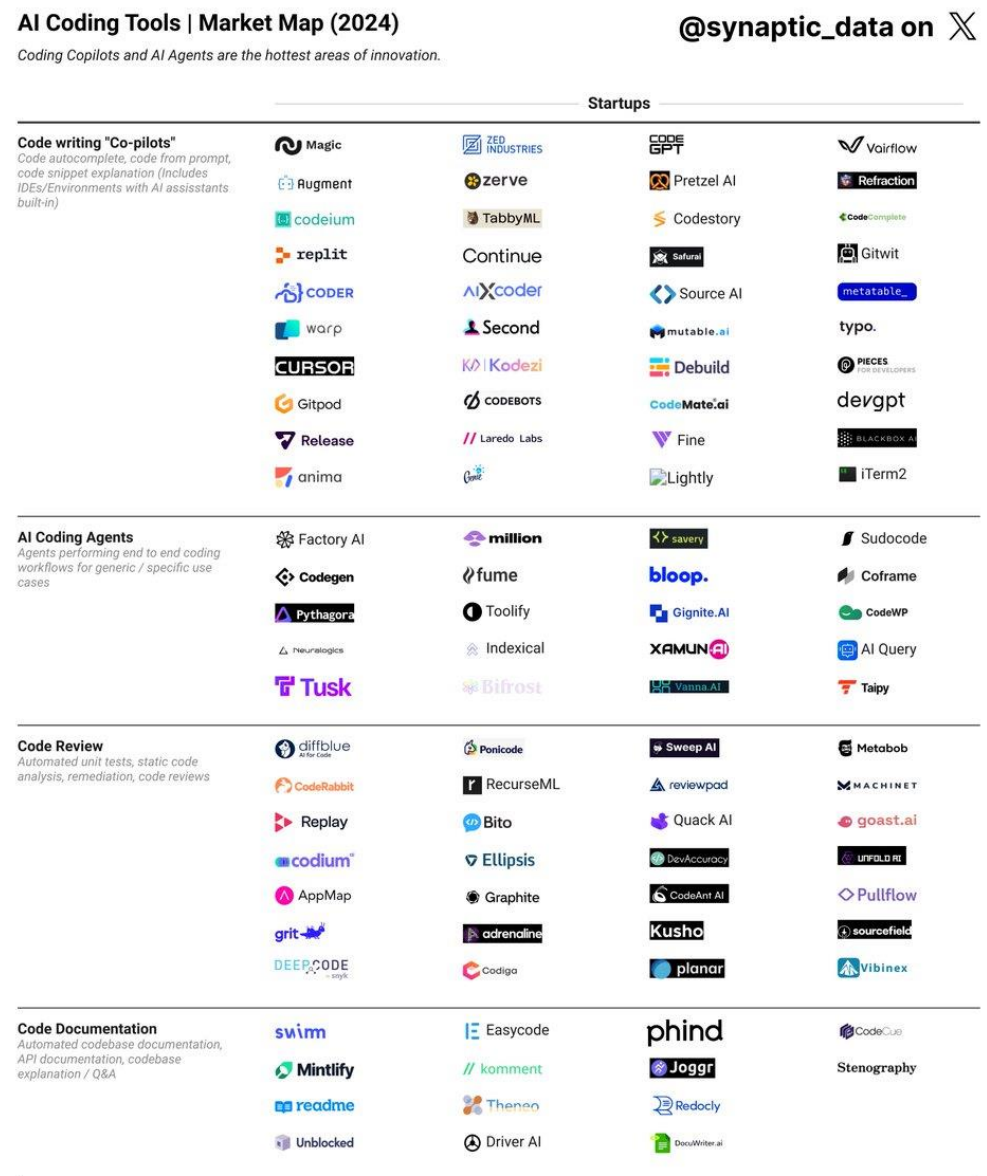 AI Coding Tools | Market Map (2024)
@synaptic_data on X
Coding Copilots and AI Agents are the hottest areas of innovation.
Startups
Code writing "Co-pilots"
Code autocomplete, code from prompt,
code snippet explanation (Includes
IDEs/Environments with AI assisstants
built-in)
Magic
ZED INDUSTRIES
CODE GPT
Vairflow
Augment
zerve
Pretzel AI
Refraction
codeium
TabbyML
Codestory
CodeComplete
replit
Continue
Safurai
Gitwit
CODER
AIXcoder
Source AI
metatable_
warp
Second
mutable.ai
typo.
CURSOR
K/> | Kodezi
Debuild
PIECES FOR DEVELOPERS
Gitpod
CODEBOTS
CodeMate.ai
devgpt
Release
// Laredo Labs
Fine
BLACKBOX AI
anima
Genie
Lightly
iTerm2
AI Coding Agents
Agents performing end to end coding
workflows for generic / specific use
cases
Factory AI
million
savery
Sudocode
Codegen
fume
bloop.
Coframe
Pythagora
Toolify
Gignite.AI
CodeWP
Neuralogics
Indexical
XAMUN AI
AI Query
Tusk
Bifrost
Vanna.AI
Taipy
Code Review
Automated unit tests, static code
analysis, remediation, code reviews
diffblue AI for Code
Ponicode
Sweep AI
Metabob
CodeRabbit
r RecurseML
reviewpad
MACHINET
Replay
Bito
Quack AI
goast.ai
codium
Ellipsis
DevAccuracy
UNFOLD AI
AppMap
Graphite
CodeAnt AI
Pullflow
grit
adrenaline
Kusho
sourcefield
DEEPCODE by snyk
Codiga
planar
Vibinex
Code Documentation
Automated codebase documentation,
API documentation, codebase
explanation / Q&A
swimm
Easycode
phind
CodeCue
Mintlify
// komment
Joggr
Stenography
readme
Theneo
Redocly
Unblocked
Driver AI
DocuWriter.ai